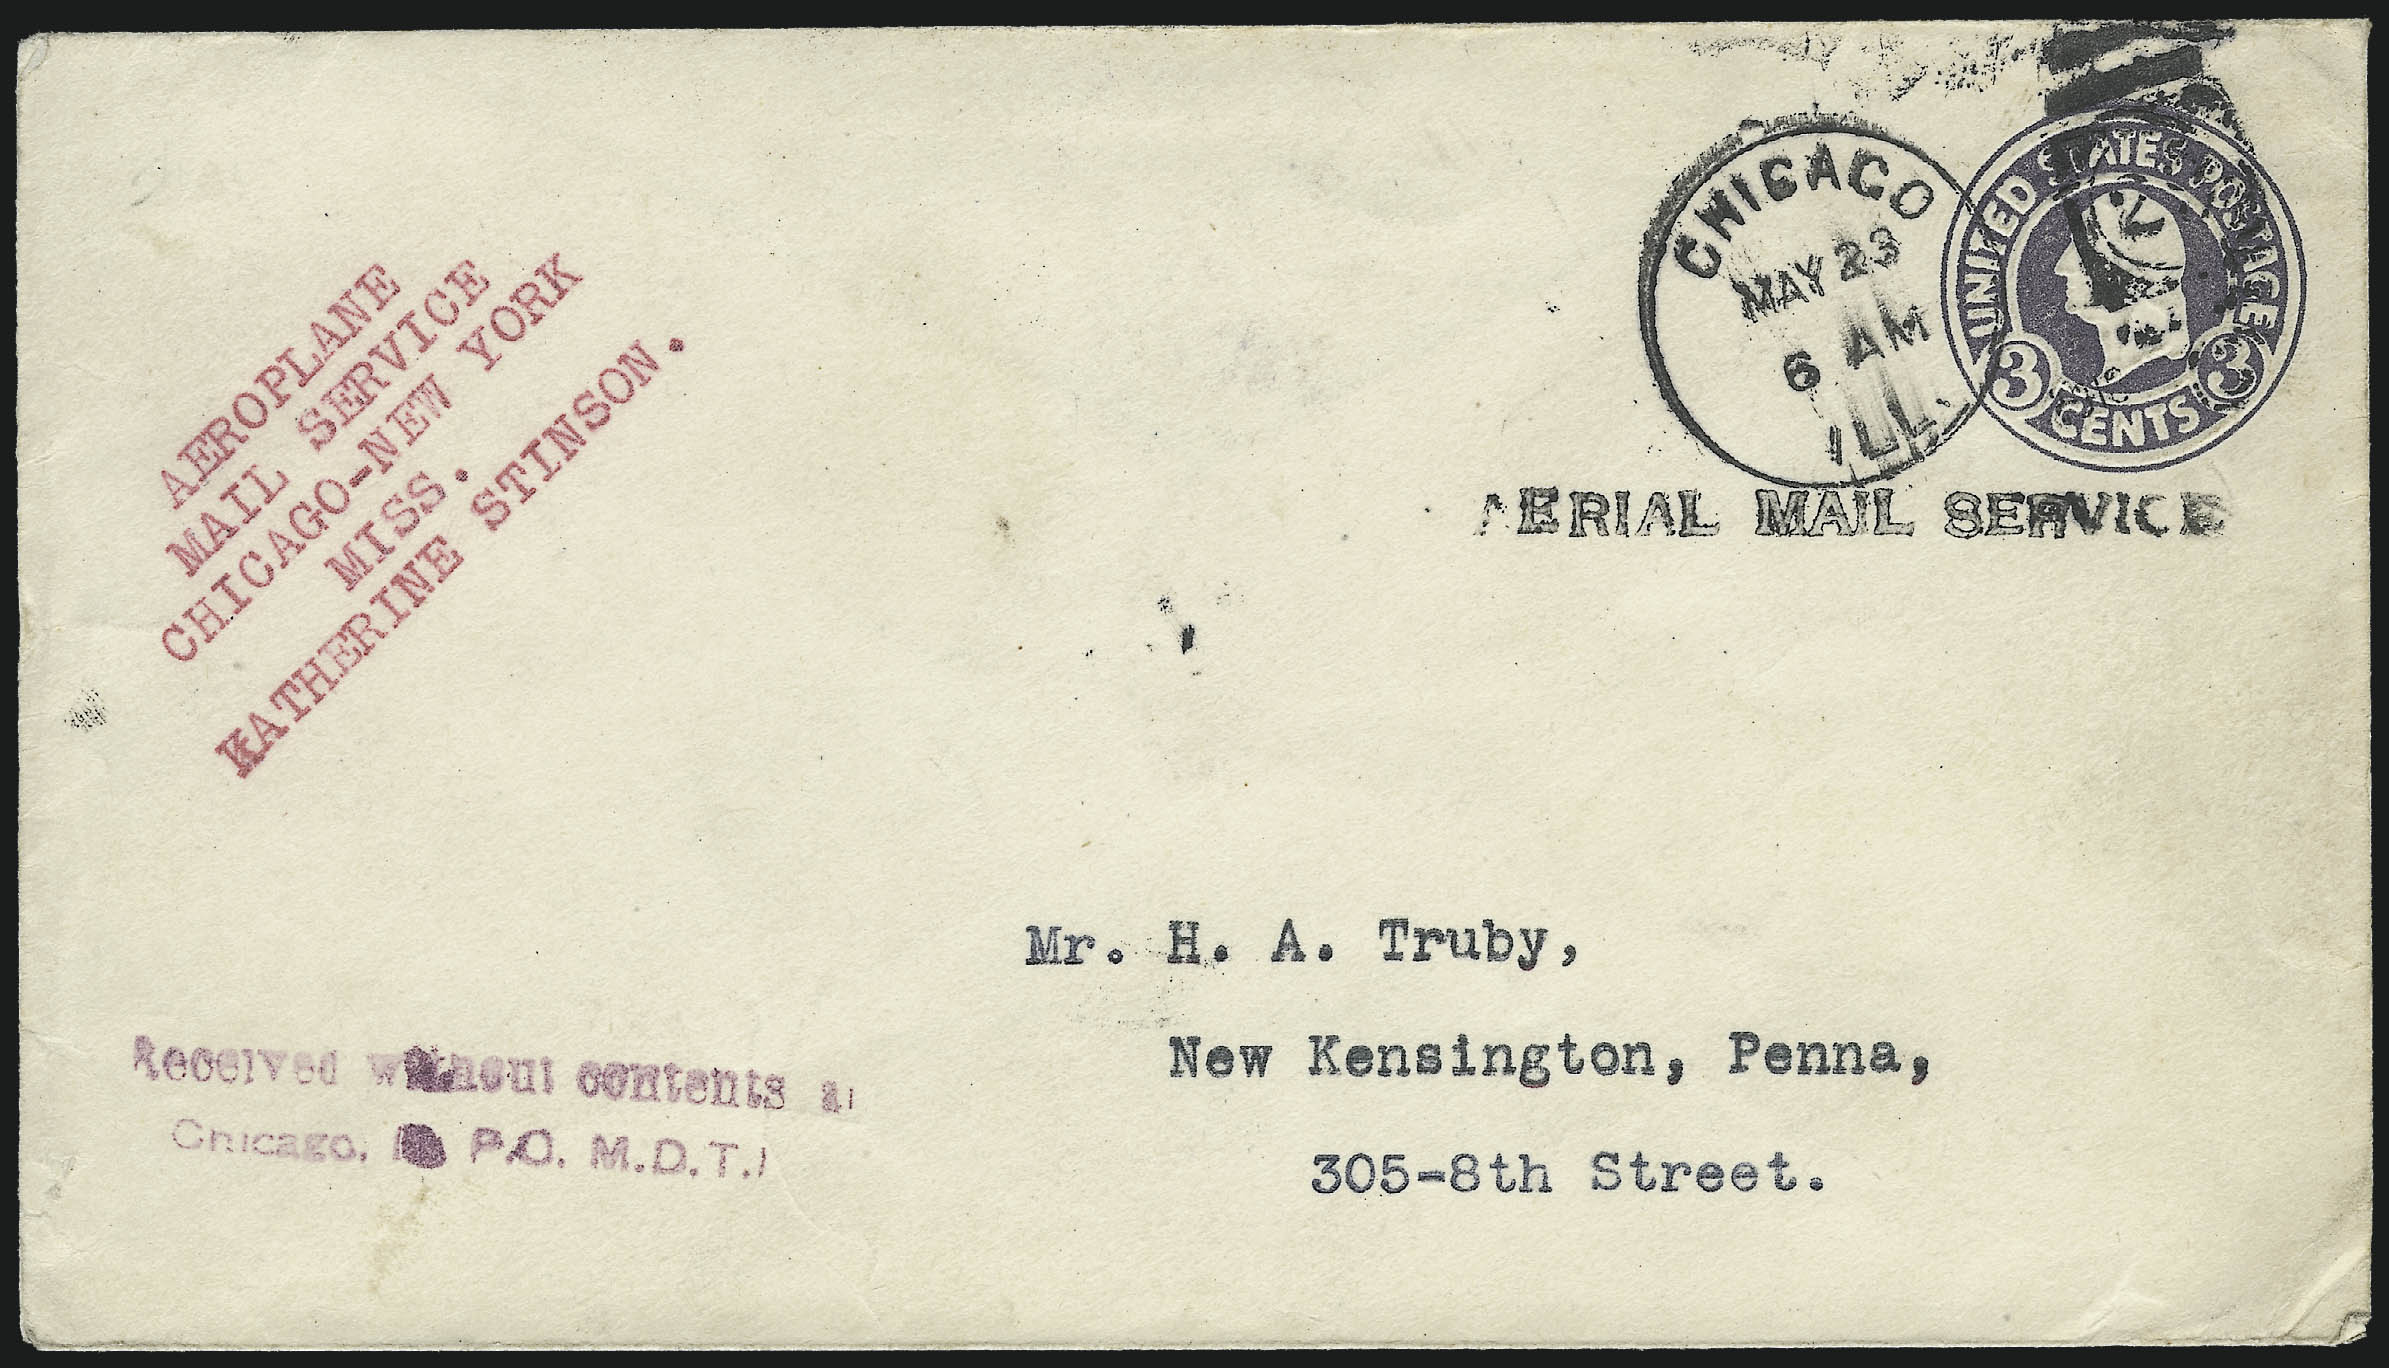 AEROPLANE
MAIL SERVICE
CHICAGO-NEW YORK
MISS.
KATHERINE STINSON.
CHICAGO
MAY 23
6 AM
ILL.
UNITED STATES POSTAGE
3 3
CENTS
AERIAL MAIL SERVICE
Mr. H. A. Truby,
New Kensington, Penna,
305-8th Street.
Received without contents
Chicago, P.O. M.D.T.